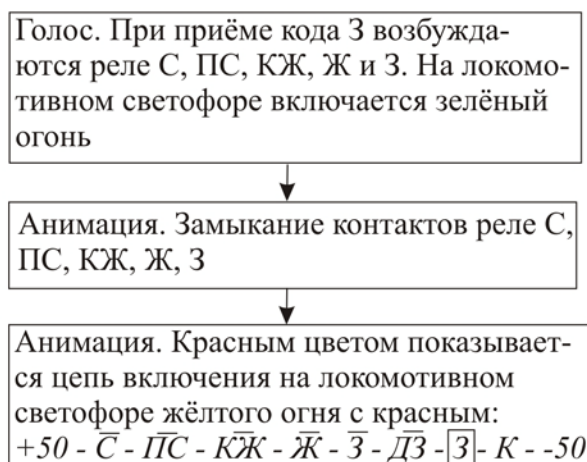 Голос. При приёме кода З возбужда-
ются реле С, ПС, КЖ, Ж и З. На локомо-
тивном светофоре включается зелёный
огонь
Анимация. Замыкание контактов реле С,
ПС, КЖ, Ж, З
Анимация. Красным цветом показывает-
ся цепь включения на локомотивном
светофоре жёлтого огня с красным:
+50 - С̅ - П̅С̅ - К̅Ж̅ - Ж̅ - З̅ - Д̅З̅ - З - К - -50